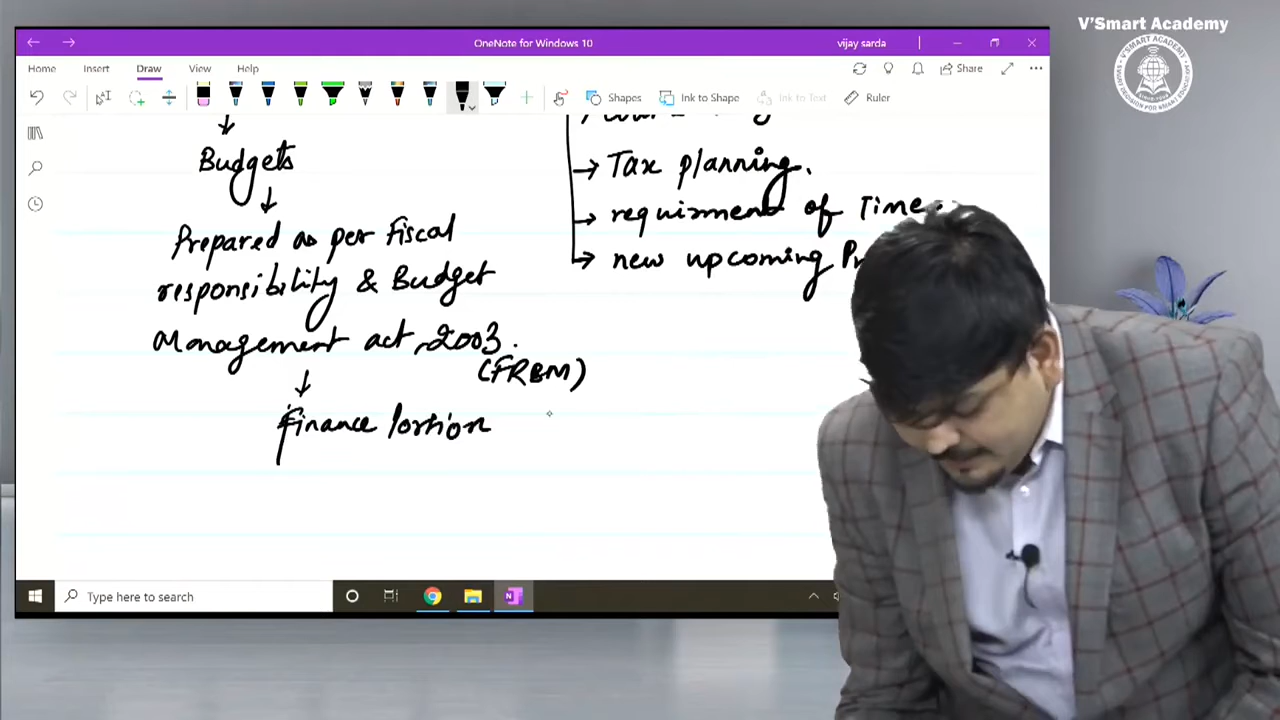 V'Smart Academy
OneNote for Windows 10
vijay sarda
Home Insert Draw View Help
Share
Shapes Ink to Shape Ink to Text Ruler
Budgets
Prepared as per Fiscal
responsibility & Budget
Management act, 2003.
(FRBM)
Finance Portion
→ Tax planning.
→ requirment of Time.
→ new upcoming
Type here to search